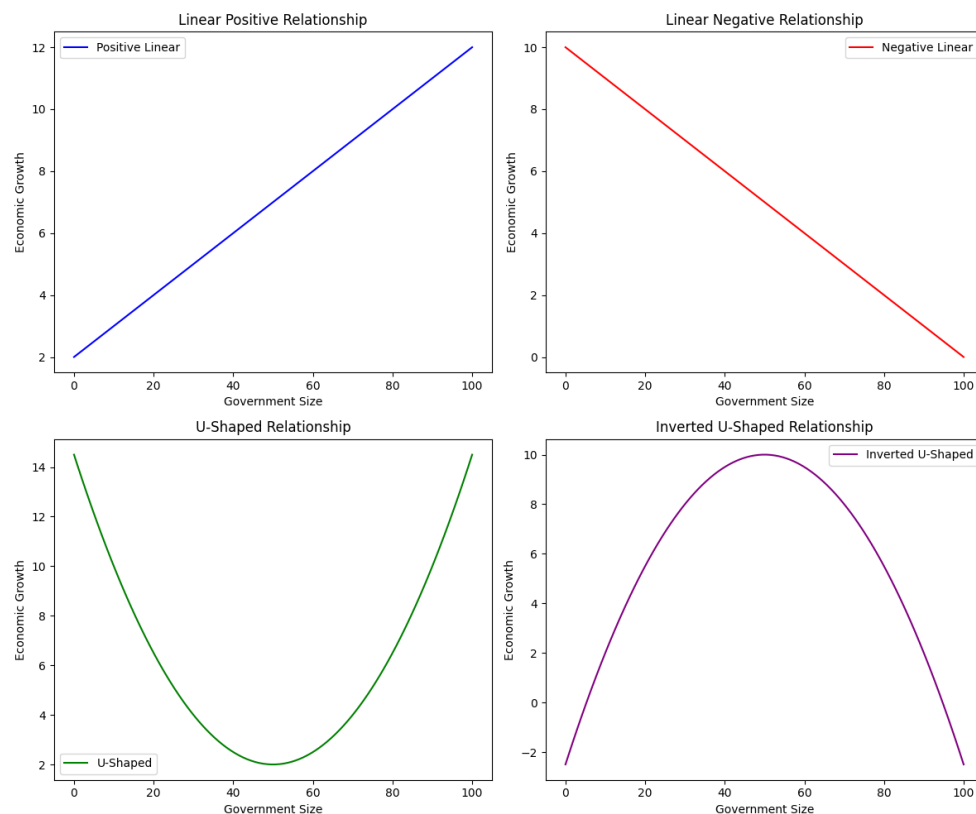 Linear Positive Relationship
Positive Linear
12
10
8
6
4
2
Economic Growth
0 20 40 60 80 100
Government Size
Linear Negative Relationship
Negative Linear
10
8
6
4
2
0
Economic Growth
0 20 40 60 80 100
Government Size
U-Shaped Relationship
14
12
10
8
6
4
2
Economic Growth
U-Shaped
0 20 40 60 80 100
Government Size
Inverted U-Shaped Relationship
Inverted U-Shaped
10
8
6
4
2
0
−2
Economic Growth
0 20 40 60 80 100
Government Size